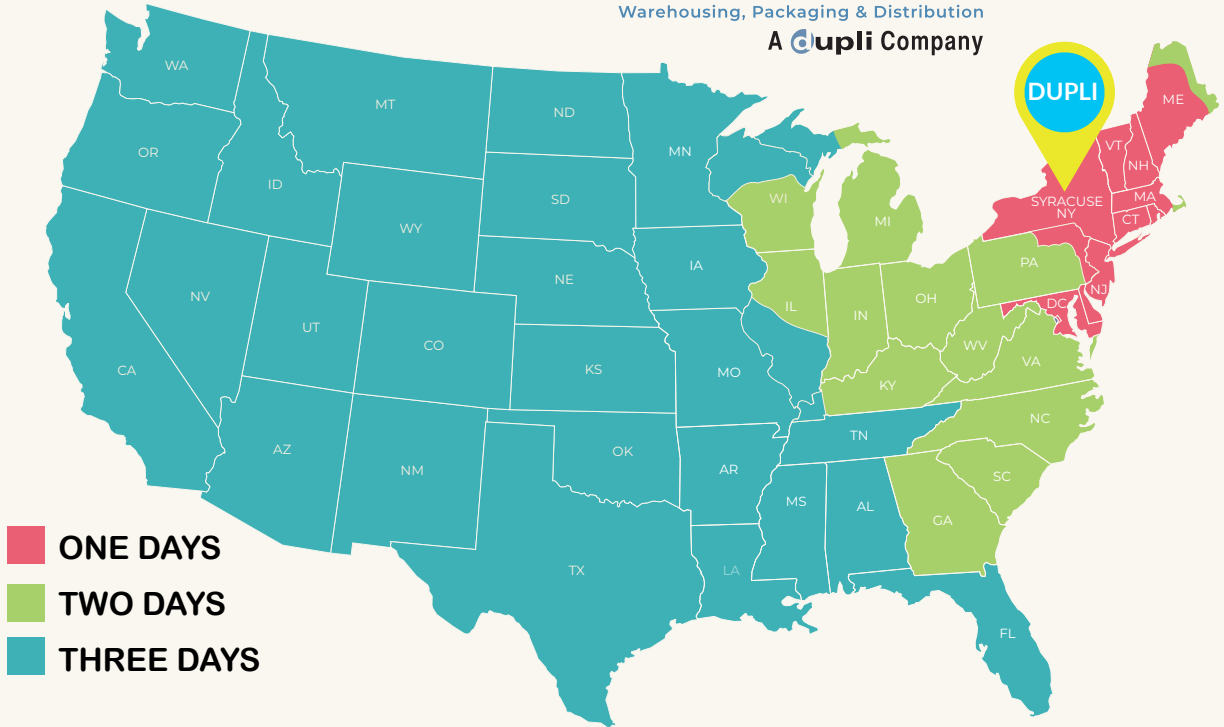 Warehousing, Packaging & Distribution
A dupli Company
DUPLI
WA
MT
ND
MN
ME
VT
NH
OR
ID
SD
WI
MI
SYRACUSE
NY
MA
CT
WY
IA
PA
NE
NV
IL
IN
OH
NJ
DC
UT
CO
WV
VA
CA
KS
MO
KY
NC
TN
AZ
NM
OK
AR
SC
MS
AL
GA
TX
LA
FL
ONE DAYS
TWO DAYS
THREE DAYS